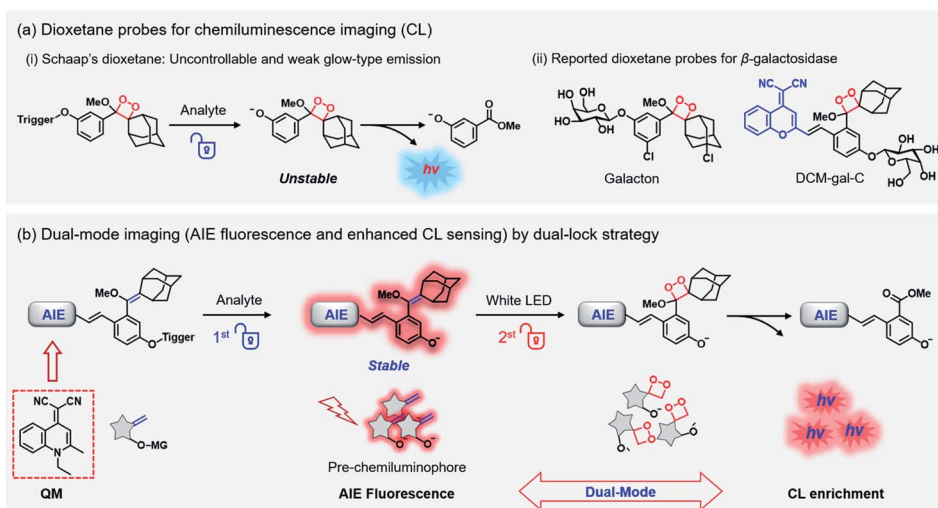 (a) Dioxetane probes for chemiluminescence imaging (CL)
(i) Schaap's dioxetane: Uncontrollable and weak glow-type emission
(ii) Reported dioxetane probes for β-galactosidase
Trigger O MeO O O
Analyte
⁻O MeO O O
Unstable
hν
⁻O O OMe
HO OH HO OH O O MeO O O Cl Cl
Galacton
NC CN O MeO O O O O OH OH HO OH
DCM-gal-C
(b) Dual-mode imaging (AIE fluorescence and enhanced CL sensing) by dual-lock strategy
AIE MeO O Tigger
Analyte
1st
AIE MeO O⁻
Stable
White LED
2st
AIE MeO O O O⁻
AIE O OMe O⁻
NC CN N
QM
O-MG
O⁻ O⁻ O⁻
Pre-chemiluminophore
AIE Fluorescence
Dual-Mode
hν hν hν
CL enrichment